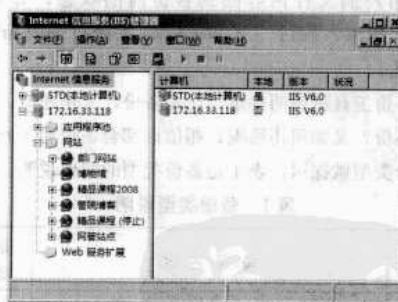 Internet 信息服务(IIS)管理器
文件(F) 操作(A) 查看(V) 窗口(W) 帮助(H)
Internet 信息服务
STD(本地计算机)
172.16.33.118
应用程序池
网站
部门网站
精品课程2008
管院博客
精品课程 (停止)
网管站点
Web 服务扩展
计算机 本地 版本 状况
STD(本地计算机) 是 IIS V6.0
172.16.33.118 否 IIS V6.0